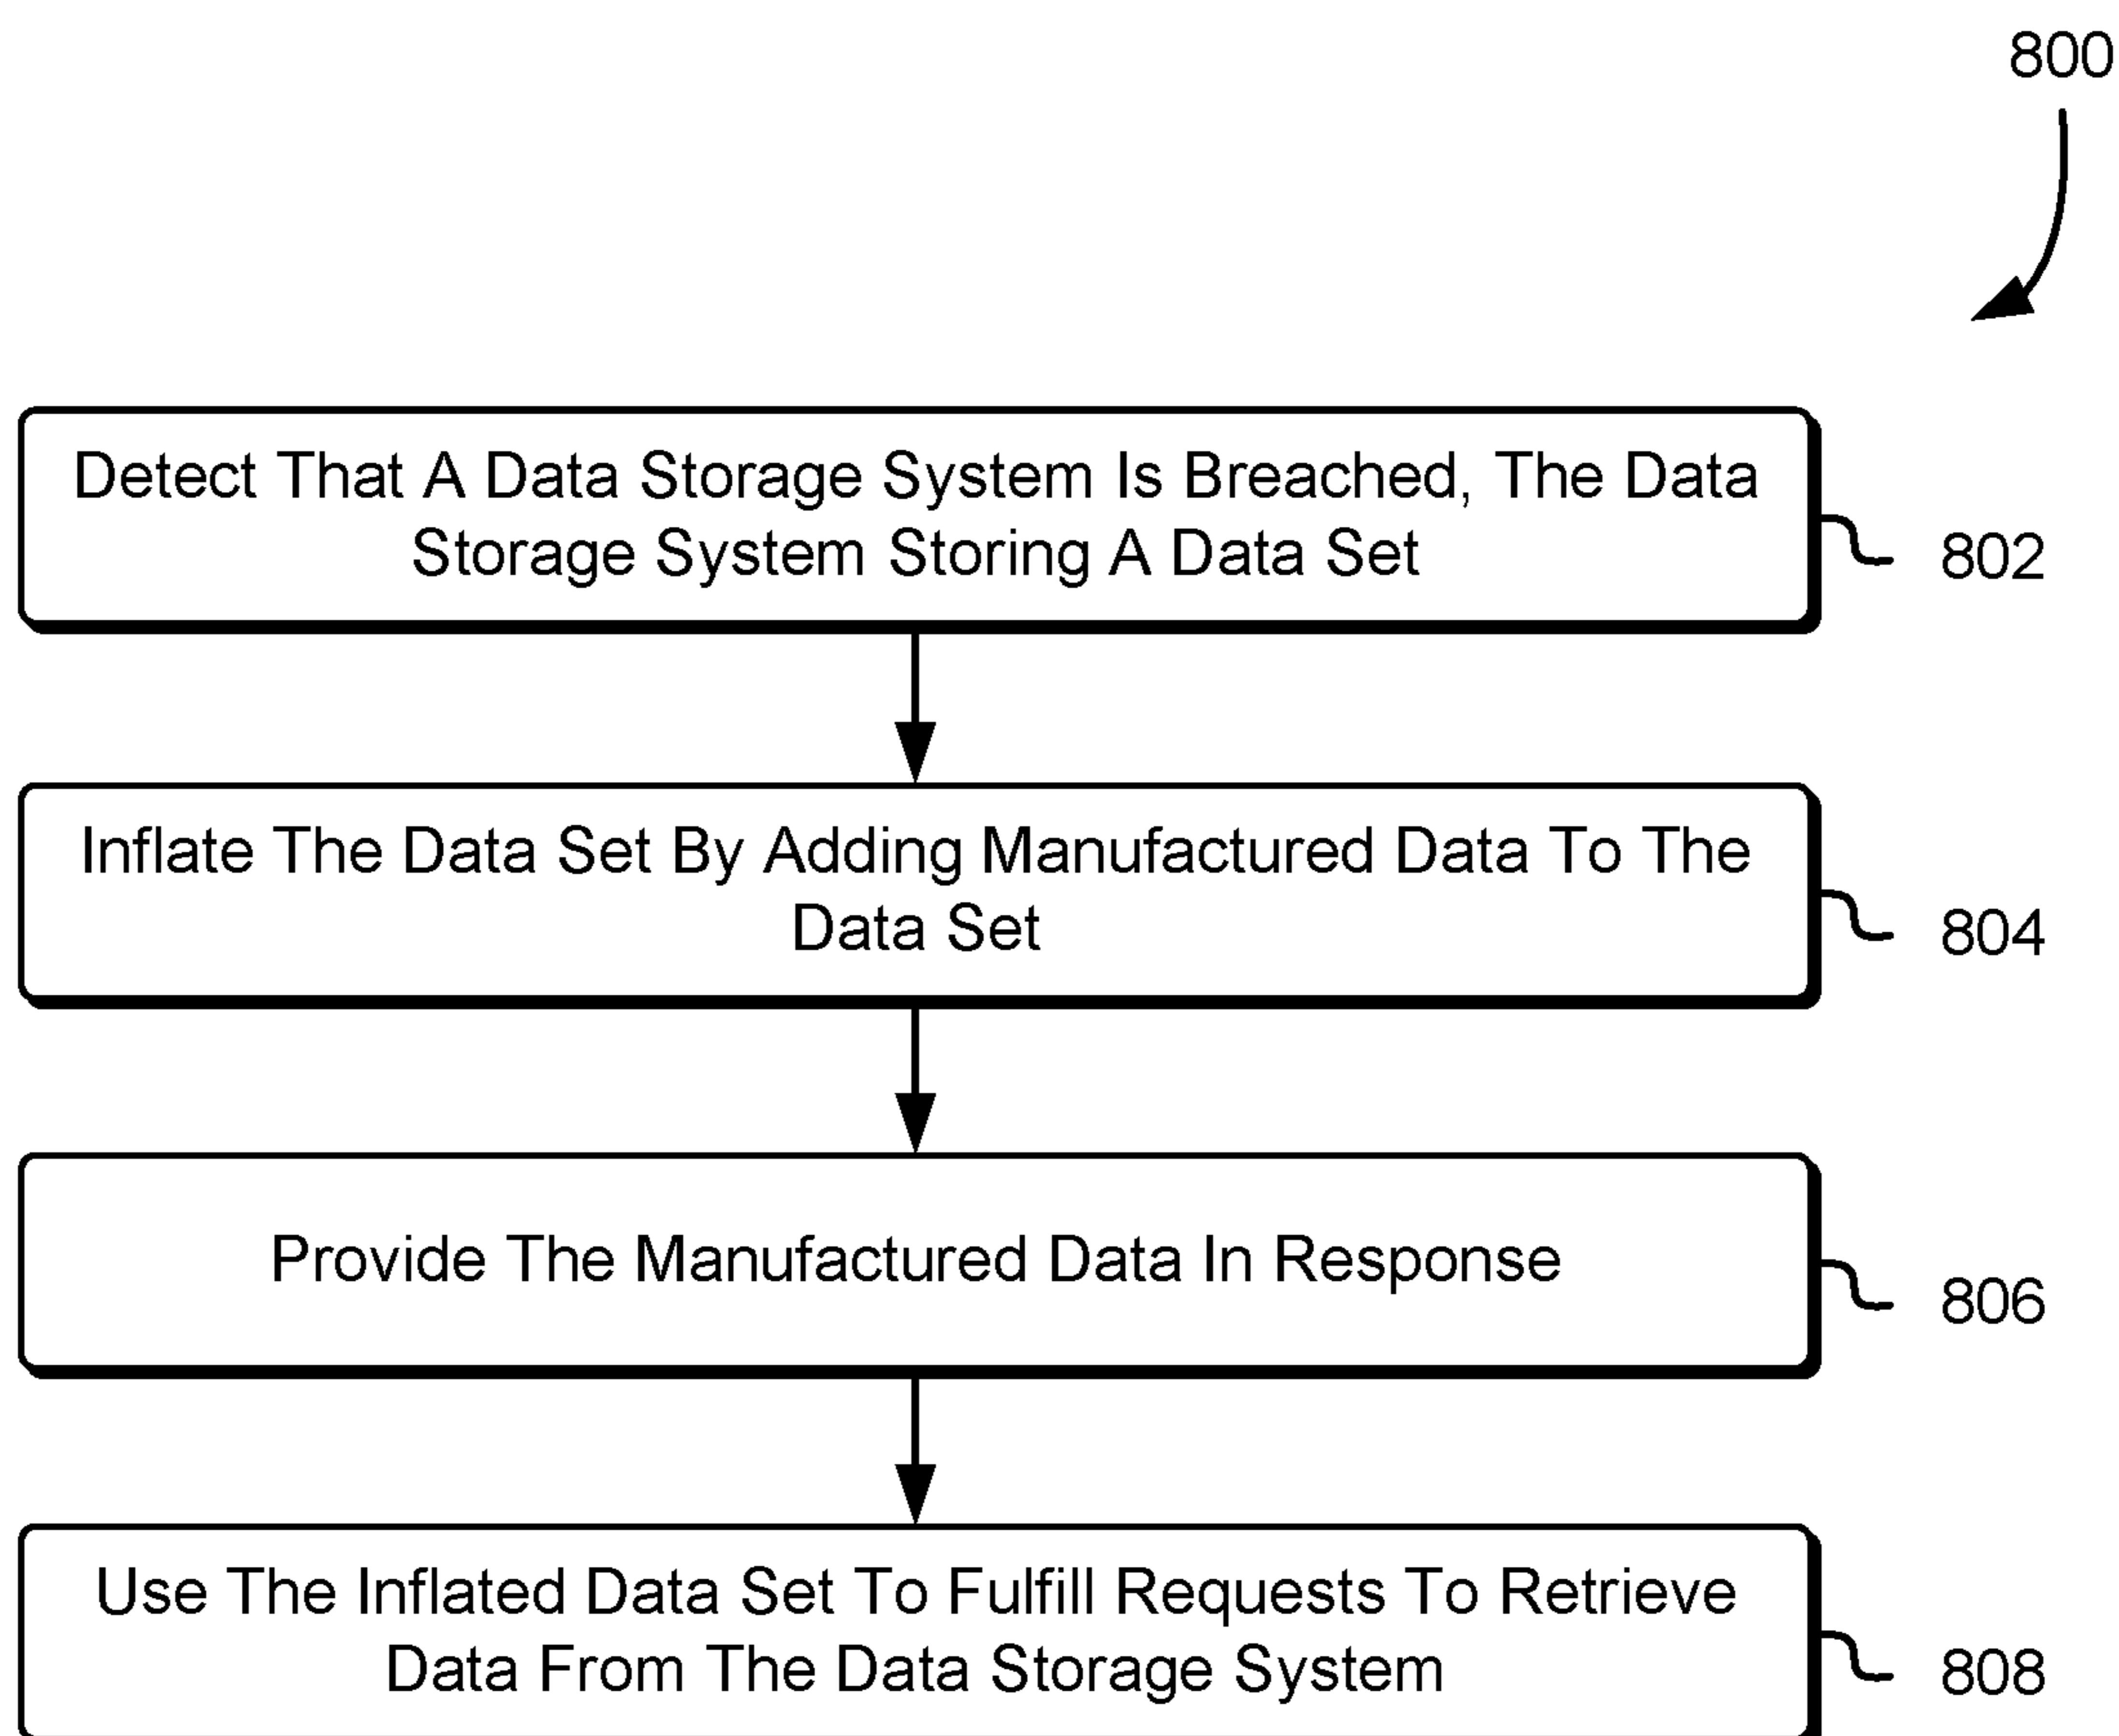 800
Detect That A Data Storage System Is Breached, The Data
Storage System Storing A Data Set
802
Inflate The Data Set By Adding Manufactured Data To The
Data Set
804
Provide The Manufactured Data In Response
806
Use The Inflated Data Set To Fulfill Requests To Retrieve
Data From The Data Storage System
808